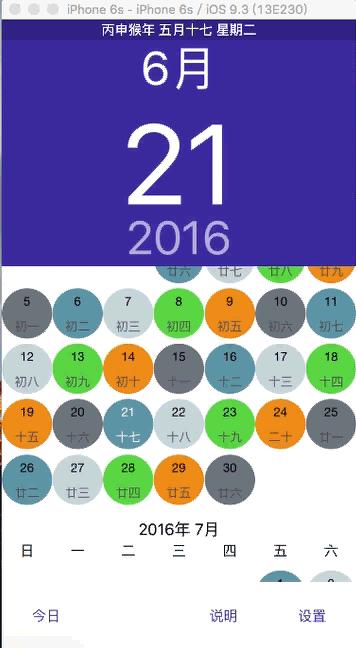 iPhone 6s - iPhone 6s / iOS 9.3 (13E230)
丙申猴年 五月十七 星期二
6月
21
2016
廿六 廿七 廿八 廿九
5 6 7 8 9 10 11
初一 初二 初三 初四 初五 初六 初七
12 13 14 15 16 17 18
初八 初九 初十 十一 十二 十三 十四
19 20 21 22 23 24 25
十五 十六 十七 十八 十九 二十 廿一
26 27 28 29 30
廿二 廿三 廿四 廿五 廿六
2016年 7月
日 一 二 三 四 五 六
今日 说明 设置